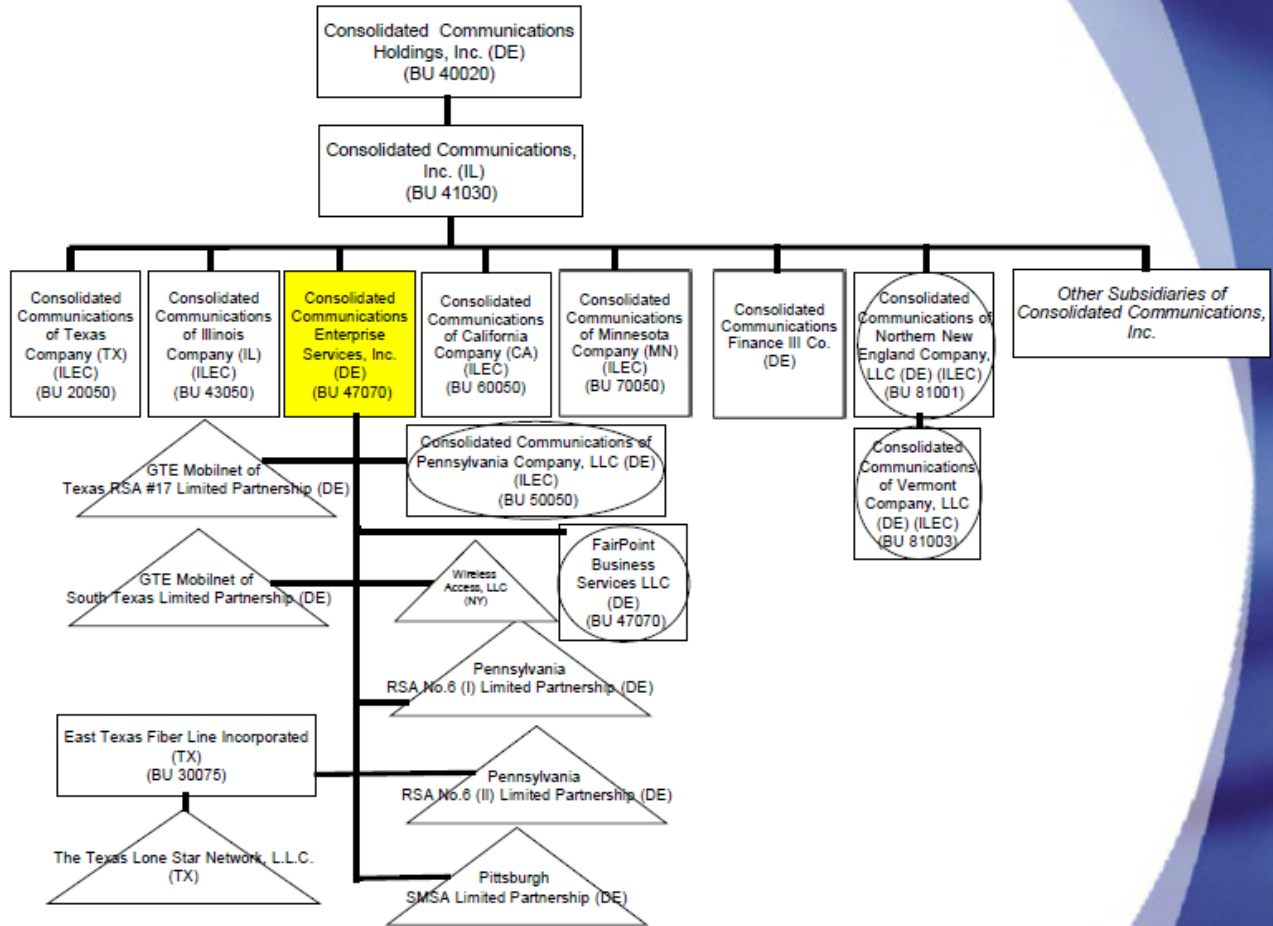 Consolidated Communications
Holdings, Inc. (DE)
(BU 40020)
Consolidated Communications,
Inc. (IL)
(BU 41030)
Consolidated
Communications
of Texas
Company (TX)
(ILEC)
(BU 20050)
Consolidated
Communications
of Illinois
Company (IL)
(ILEC)
(BU 43050)
Consolidated
Communications
Enterprise
Services, Inc.
(DE)
(BU 47070)
Consolidated
Communications
of California
Company (CA)
(ILEC)
(BU 60050)
Consolidated
Communications
of Minnesota
Company (MN)
(ILEC)
(BU 70050)
Consolidated
Communications
Finance III Co.
(DE)
Consolidated
Communications of
Northern New
England Company,
LLC (DE) (ILEC)
(BU 81001)
Other Subsidiaries of
Consolidated Communications,
Inc.
GTE Mobilnet of
Texas RSA #17 Limited Partnership (DE)
Consolidated Communications of
Pennsylvania Company, LLC (DE)
(ILEC)
(BU 50050)
Consolidated
Communications
of Vermont
Company, LLC
(DE) (ILEC)
(BU 81003)
GTE Mobilnet of
South Texas Limited Partnership (DE)
Wireless
Access, LLC
(NY)
FairPoint
Business
Services LLC
(DE)
(BU 47070)
Pennsylvania
RSA No.6 (I) Limited Partnership (DE)
East Texas Fiber Line Incorporated
(TX)
(BU 30075)
Pennsylvania
RSA No.6 (II) Limited Partnership (DE)
The Texas Lone Star Network, L.L.C.
(TX)
Pittsburgh
SMSA Limited Partnership (DE)